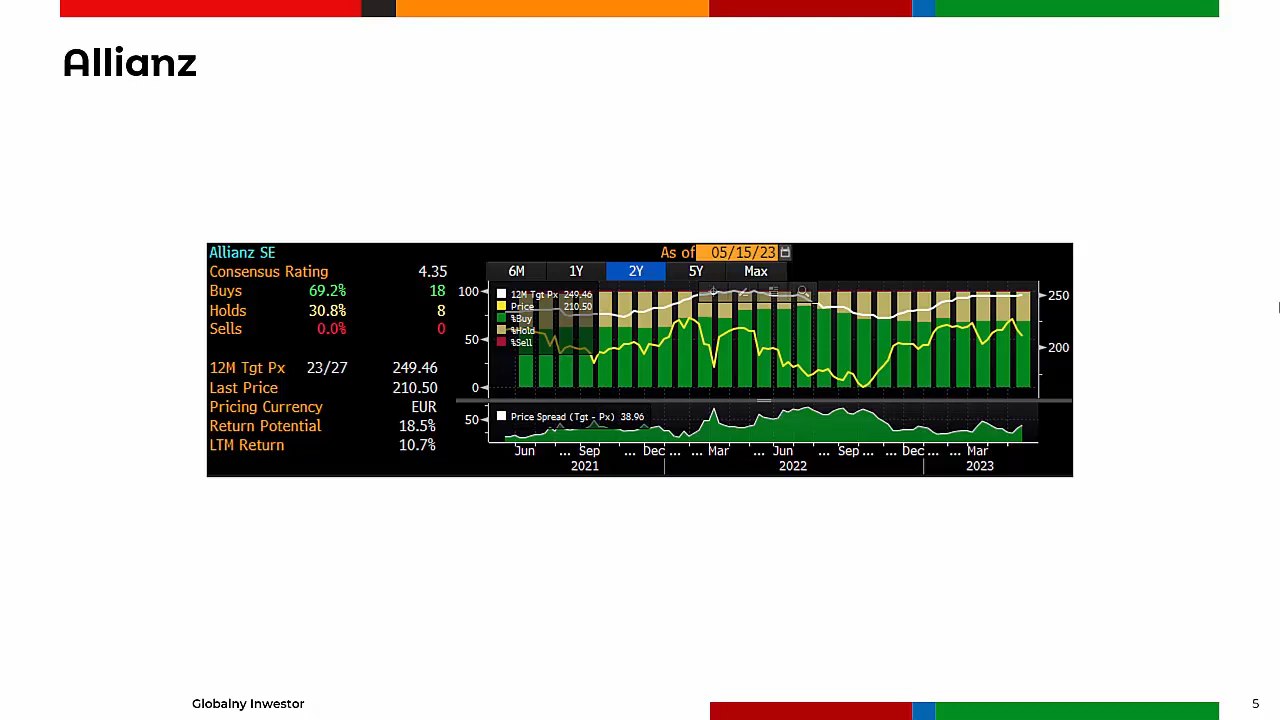 Allianz
Allianz SE
As of 05/15/23
Consensus Rating 4.35
Buys 69.2% 18
Holds 30.8% 8
Sells 0.0% 0
12M Tgt Px 23/27 249.46
Last Price 210.50
Pricing Currency EUR
Return Potential 18.5%
LTM Return 10.7%
6M 1Y 2Y 5Y Max
12M Tgt Px 249.46
Price 210.50
%Buy
%Hold
%Sell
100
50
0
250
200
Price Spread (Tgt - Px) 38.96
50
Jun ... Sep ... Dec ... ... Mar ... Jun ... Sep ... ... Dec ... ... Mar
2021 2022 2023
Globalny Inwestor
5